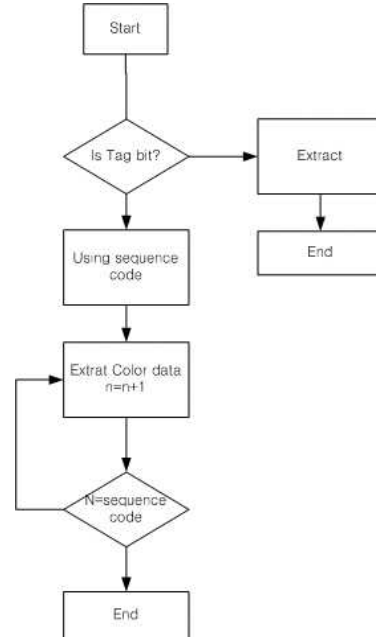 Start
Is Tag bit?
Extract
End
Using sequence
code
Extrat Color data
n=n+1
N=sequence
code
End